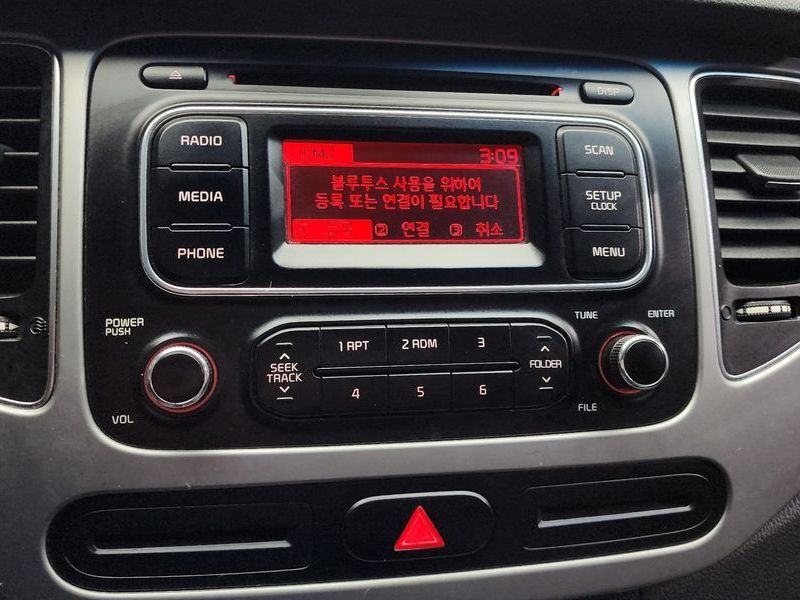 DISP
RADIO
MEDIA
PHONE
3:09
블루투스 사용을 위하여
등록 또는 연결이 필요합니다
2 연결 3 취소
SCAN
SETUP
CLOCK
MENU
POWER
PUSH
VOL
SEEK
TRACK
1 RPT
2 RDM
3
4
5
6
FOLDER
TUNE
ENTER
FILE